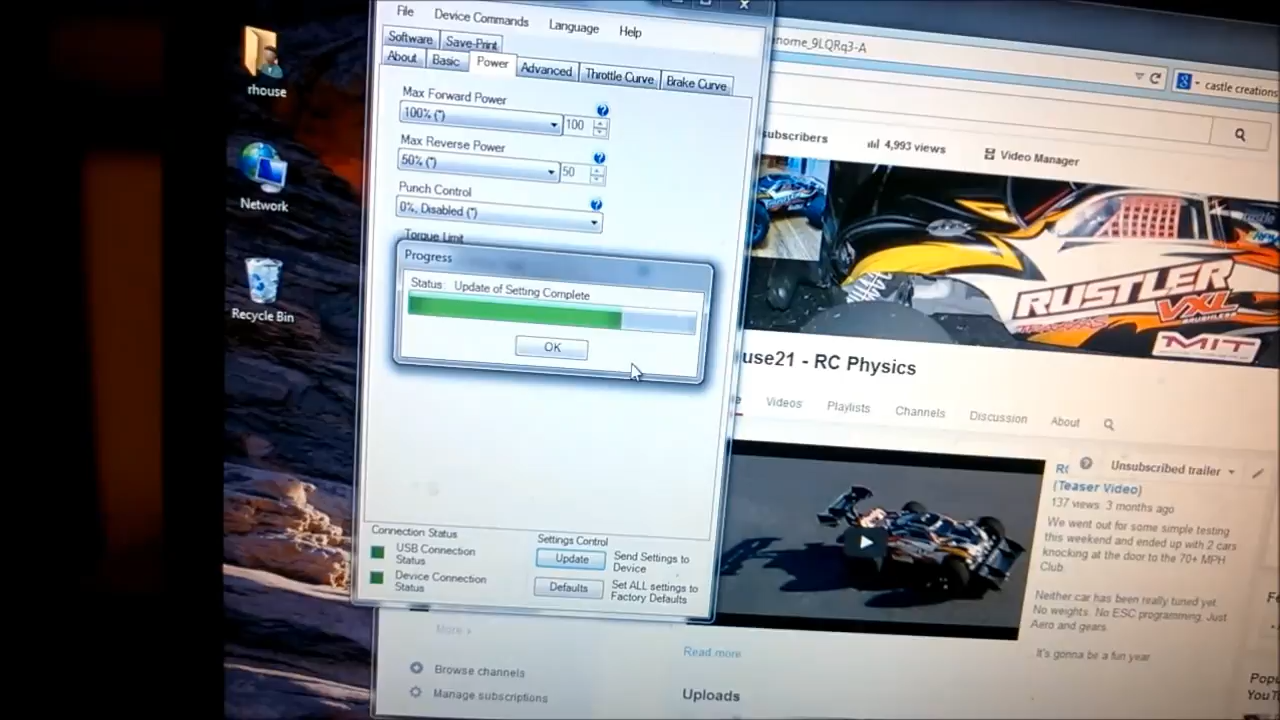 rhouse
Network
Recycle Bin
File Device Commands Language Help
Software Save-Print
About Basic Power Advanced Throttle Curve Brake Curve
Max Forward Power
100% (*) 100
Max Reverse Power
50% (*) 50
Punch Control
0%, Disabled (*)
Torque Limit
Progress
Status: Update of Setting Complete
OK
Connection Status
USB Connection
Status
Device Connection
Status
Settings Control
Update Send Settings to
Device
Defaults Set ALL settings to
Factory Defaults
nome_9LQRq3-A
castle creations
subscribers 4,993 views Video Manager
RUSTLER
VXL
BRUSHLESS
MIT
use21 - RC Physics
Videos Playlists Channels Discussion About
Unsubscribed trailer
(Teaser Video)
137 views 3 months ago
We went out for some simple testing
this weekend and ended up with 2 cars
knocking at the door to the 70+ MPH
Club.
Neither car has been really tuned yet.
No weights. No ESC programming. Just
Aero and gears.
It's gonna be a fun year
Read more
More
Browse channels
Manage subscriptions
Uploads